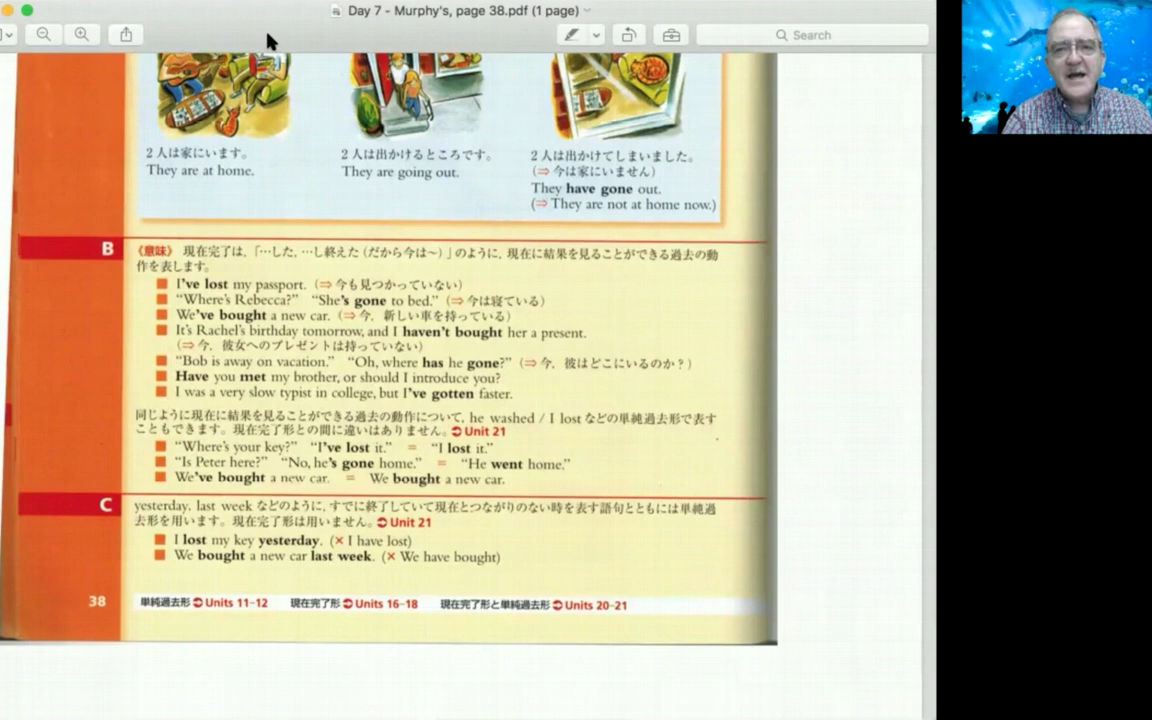 Day 7 - Murphy's, page 38.pdf (1 page)
Search
2人は家にいます。
They are at home.
2人は出かけるところです。
They are going out.
2人は出かけてしまいました。
(⇒ 今は家にいません)
They have gone out.
(⇒ They are not at home now.)
B
《意味》 現在完了は,「…した, …し終えた (だから今は~)」のように, 現在に結果を見ることができる過去の動
作を表します。
I've lost my passport. (⇒ 今も見つかっていない)
"Where's Rebecca?" "She's gone to bed." (⇒ 今は寝ている)
We've bought a new car. (⇒ 今, 新しい車を持っている)
It's Rachel's birthday tomorrow, and I haven't bought her a present.
(⇒ 今, 彼女へのプレゼントは持っていない)
"Bob is away on vacation." "Oh, where has he gone?" (⇒ 今, 彼はどこにいるのか?)
Have you met my brother, or should I introduce you?
I was a very slow typist in college, but I've gotten faster.
同じように現在に結果を見ることができる過去の動作について, he washed / I lost などの単純過去形で表す
こともできます。現在完了形との間に違いはありません。 Unit 21
"Where's your key?" "I've lost it." = "I lost it."
"Is Peter here?" "No, he's gone home." = "He went home."
We've bought a new car. = We bought a new car.
C
yesterday, last week などのように, すでに終了していて現在とつながりのない時を表す語句とともには単純過
去形を用います。現在完了形は用いません。 Unit 21
I lost my key yesterday. (× I have lost)
We bought a new car last week. (× We have bought)
38 単純過去形 Units 11-12 現在完了形 Units 16-18 現在完了形と単純過去形 Units 20-21